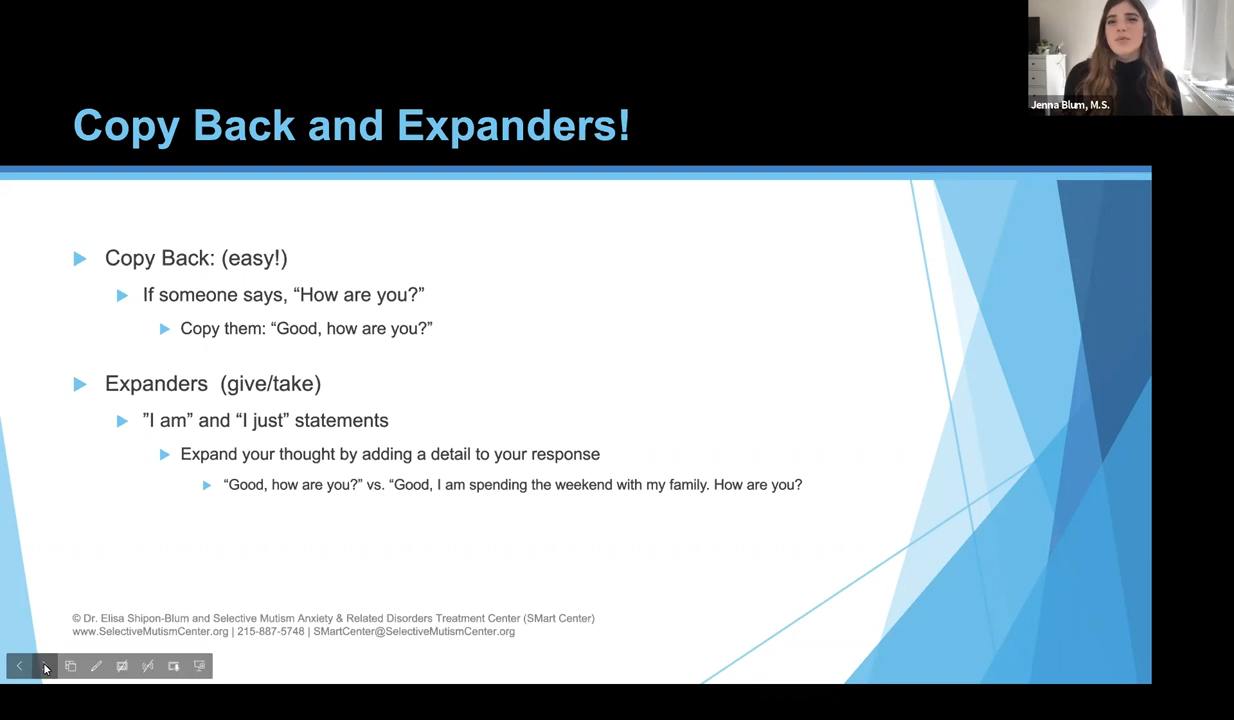 Jenna Blum, M.S.
Copy Back and Expanders!
Copy Back: (easy!)
If someone says, “How are you?”
Copy them: “Good, how are you?”
Expanders (give/take)
”I am” and “I just” statements
Expand your thought by adding a detail to your response
“Good, how are you?” vs. “Good, I am spending the weekend with my family. How are you?
© Dr. Elisa Shipon-Blum and Selective Mutism Anxiety & Related Disorders Treatment Center (SMart Center)
www.SelectiveMutismCenter.org | 215-887-5748 | SMartCenter@SelectiveMutismCenter.org